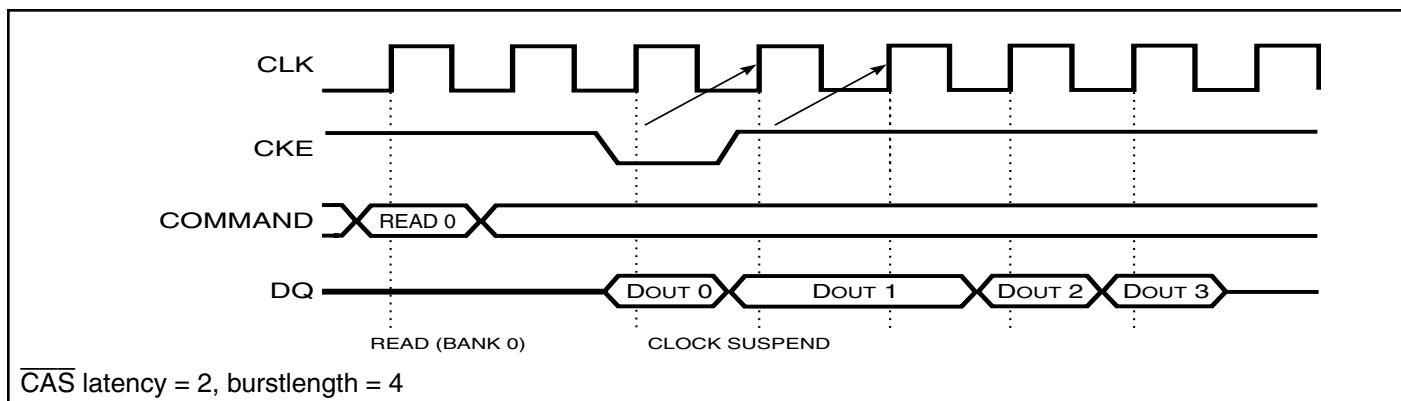 CLK
CKE
COMMAND READ 0
DQ DOUT 0 DOUT 1 DOUT 2 DOUT 3
READ (BANK 0) CLOCK SUSPEND
C̅A̅S̅ latency = 2, burstlength = 4